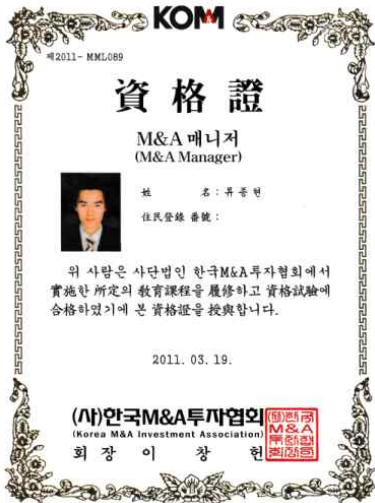 KOM
제2011- MML089
資格證
M&A 매니저
(M&A Manager)
姓 名 : 류종현
住民登錄 番號 :
위 사람은 사단법인 한국M&A투자협회에서
實施한 所定의 敎育課程을 履修하고 資格試驗에
合格하였기에 본 資格證을 授與합니다.
2011. 03. 19.
(사)한국M&A투자협회
(Korea M&A Investment Association)
회 장 이 창 헌